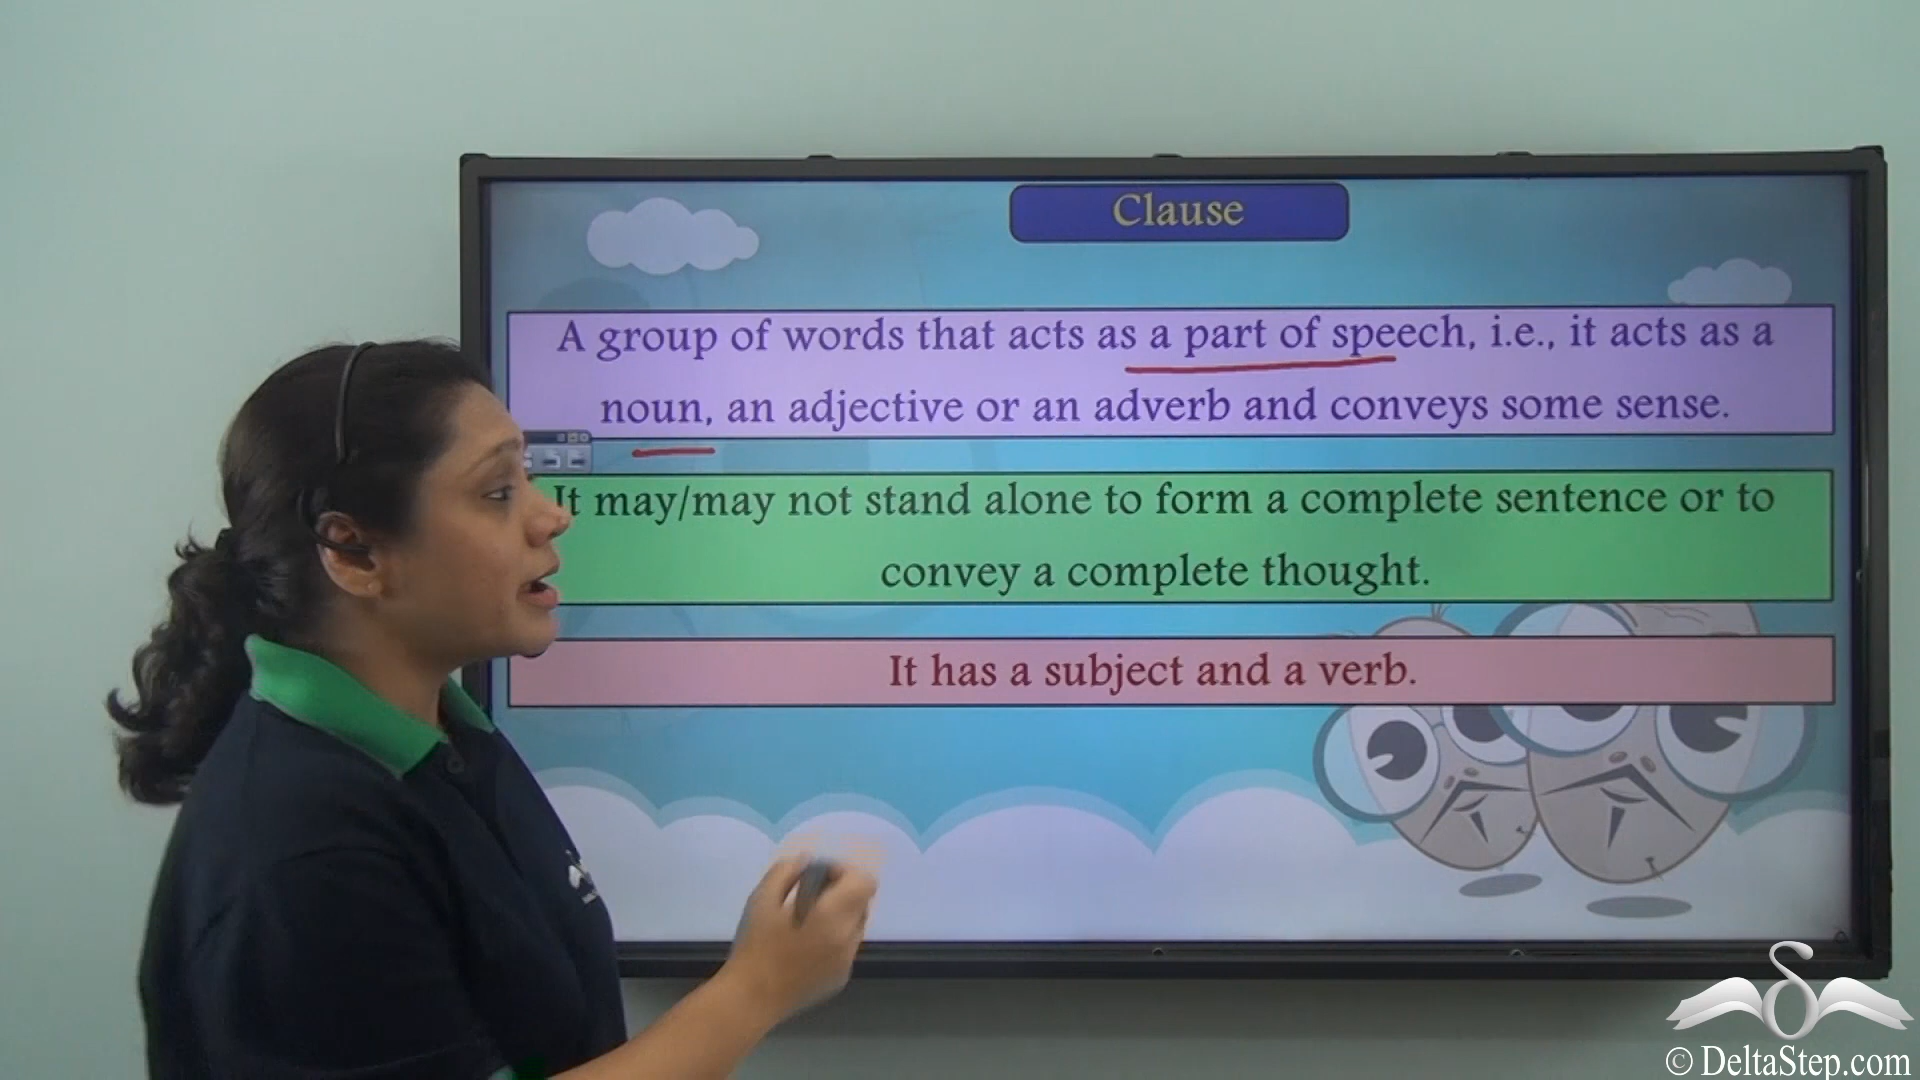 Clause
A group of words that acts as a part of speech, i.e., it acts as a
noun, an adjective or an adverb and conveys some sense.
It may/may not stand alone to form a complete sentence or to
convey a complete thought.
It has a subject and a verb.
© DeltaStep.com